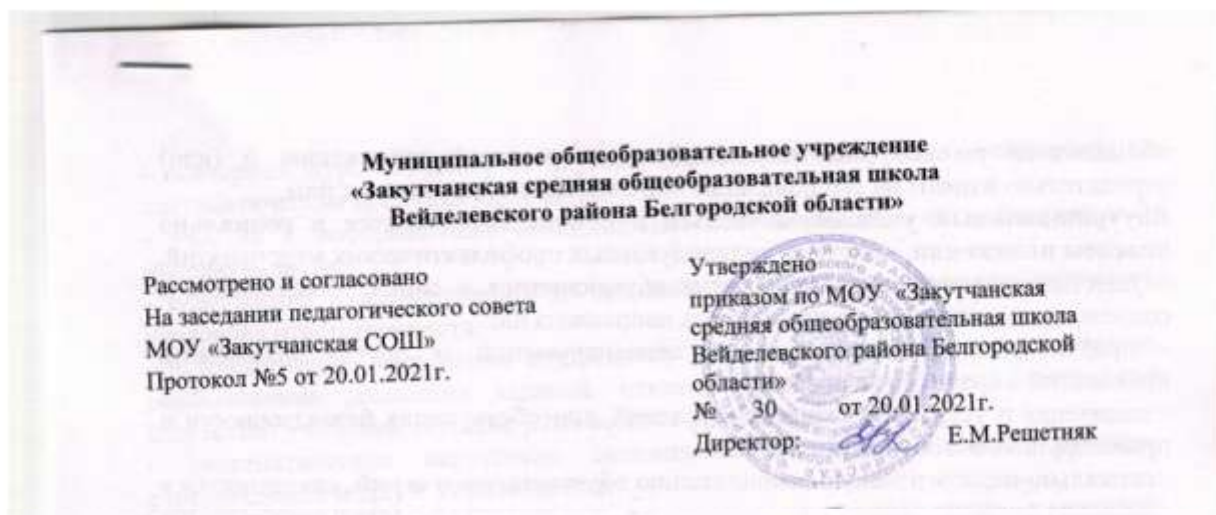 Муниципальное общеобразовательное учреждение
«Закутчанская средняя общеобразовательная школа
Вейделевского района Белгородской области»
Рассмотрено и согласовано
На заседании педагогического совета
МОУ «Закутчанская СОШ»
Протокол №5 от 20.01.2021г.
Утверждено
приказом по МОУ «Закутчанская
средняя общеобразовательная школа
Вейделевского района Белгородской
области»
№ 30 от 20.01.2021г.
Директор: Е.М.Решетняк